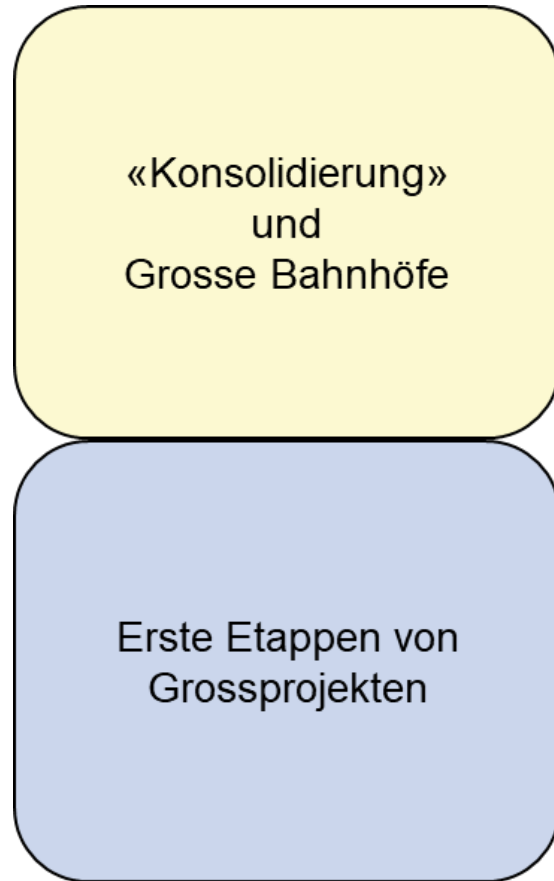 «Konsolidierung»
und
Grosse Bahnhöfe
Erste Etappen von
Grossprojekten